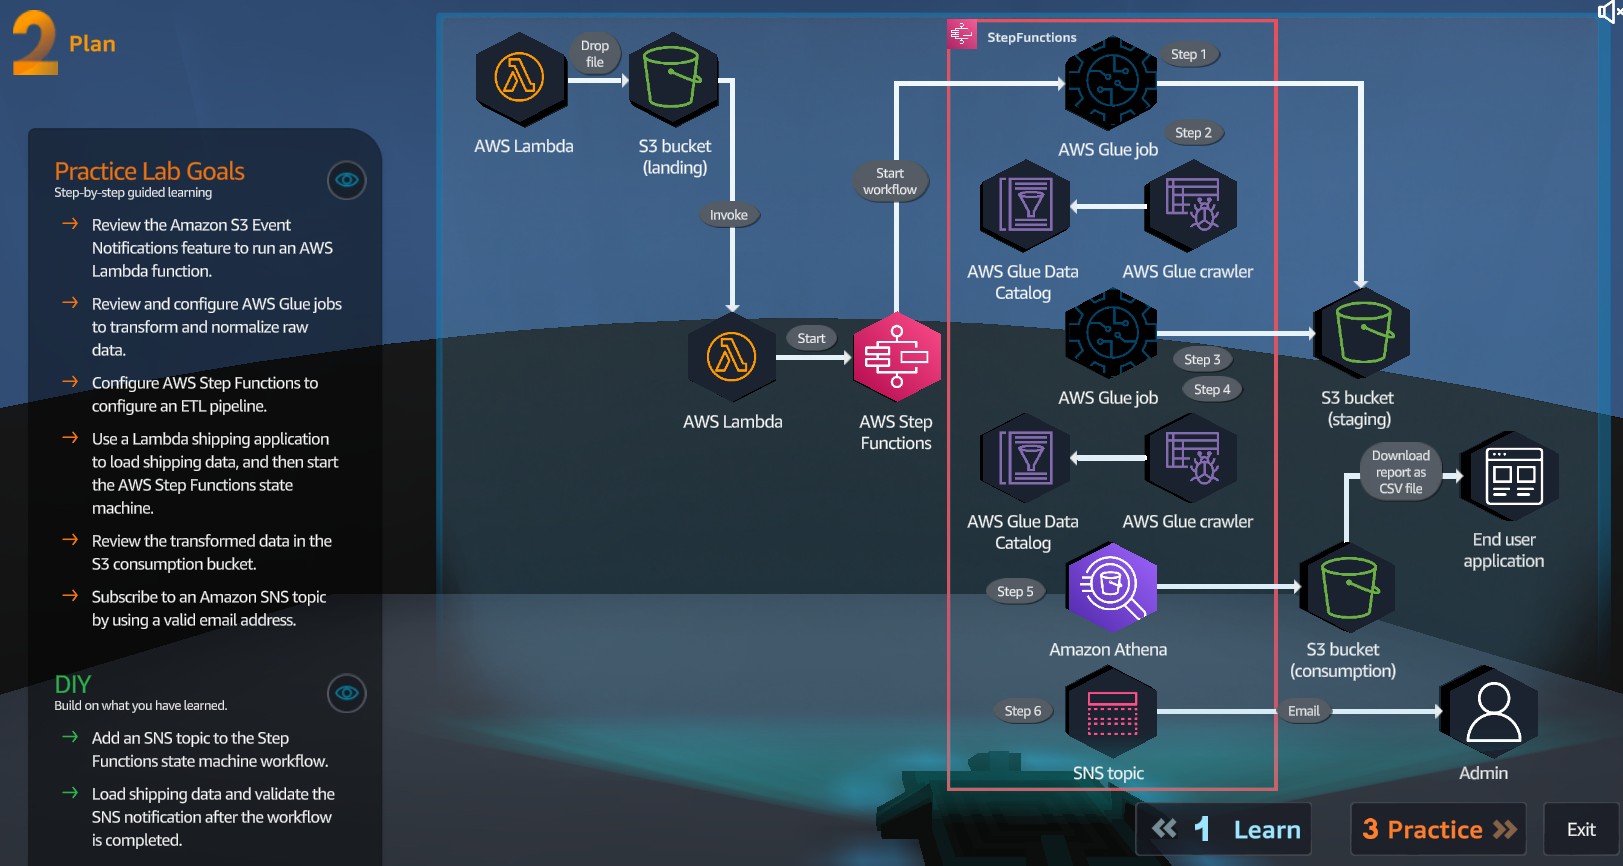 2 Plan
Practice Lab Goals
Step-by-step guided learning
Review the Amazon S3 Event
Notifications feature to run an AWS
Lambda function.
Review and configure AWS Glue jobs
to transform and normalize raw
data.
Configure AWS Step Functions to
configure an ETL pipeline.
Use a Lambda shipping application
to load shipping data, and then start
the AWS Step Functions state
machine.
Review the transformed data in the
S3 consumption bucket.
Subscribe to an Amazon SNS topic
by using a valid email address.
DIY
Build on what you have learned.
Add an SNS topic to the Step
Functions state machine workflow.
Load shipping data and validate the
SNS notification after the workflow
is completed.
AWS Lambda
Drop
file
S3 bucket
(landing)
Invoke
AWS Lambda
Start
AWS Step
Functions
Start
workflow
StepFunctions
Step 1
AWS Glue job
Step 2
AWS Glue Data
Catalog
AWS Glue crawler
AWS Glue job
Step 3
Step 4
AWS Glue Data
Catalog
AWS Glue crawler
Step 5
Amazon Athena
Step 6
SNS topic
S3 bucket
(staging)
Download
report as
CSV file
End user
application
S3 bucket
(consumption)
Email
Admin
1 Learn
3 Practice
Exit